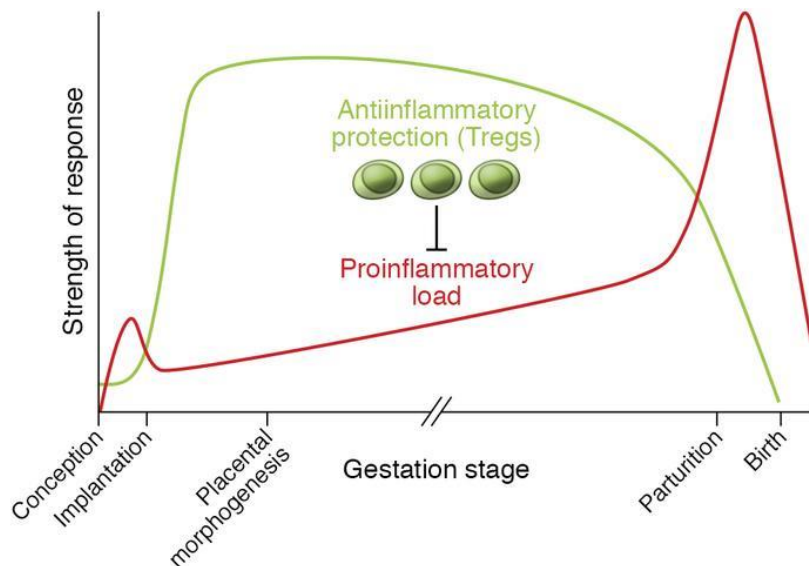 Strength of response
Antiinflammatory
protection (Tregs)
Proinflammatory
load
Conception
Implantation
Placental
morphogenesis
Gestation stage
Parturition
Birth